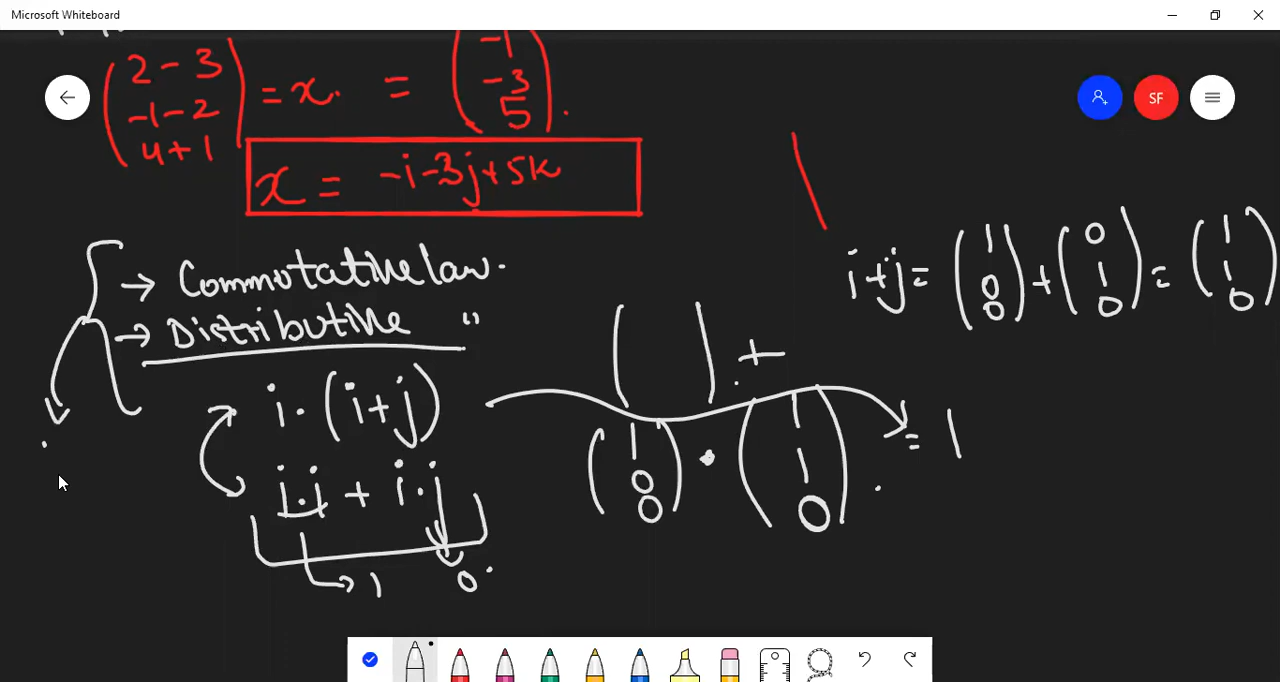 Microsoft Whiteboard
(2 - 3
-1 - 2
4 + 1) = x. = (-1
-3
5).
x = -i-3j+5k
SF
→ Commutative law.
→ Distributive "
i+j = (1
0
0) + (0
1
0) = (1
1
0)
( ) +
i·(i+j)
(1
0
0) · (1
1
0). = 1
i·i + i·j
→ 1
0.